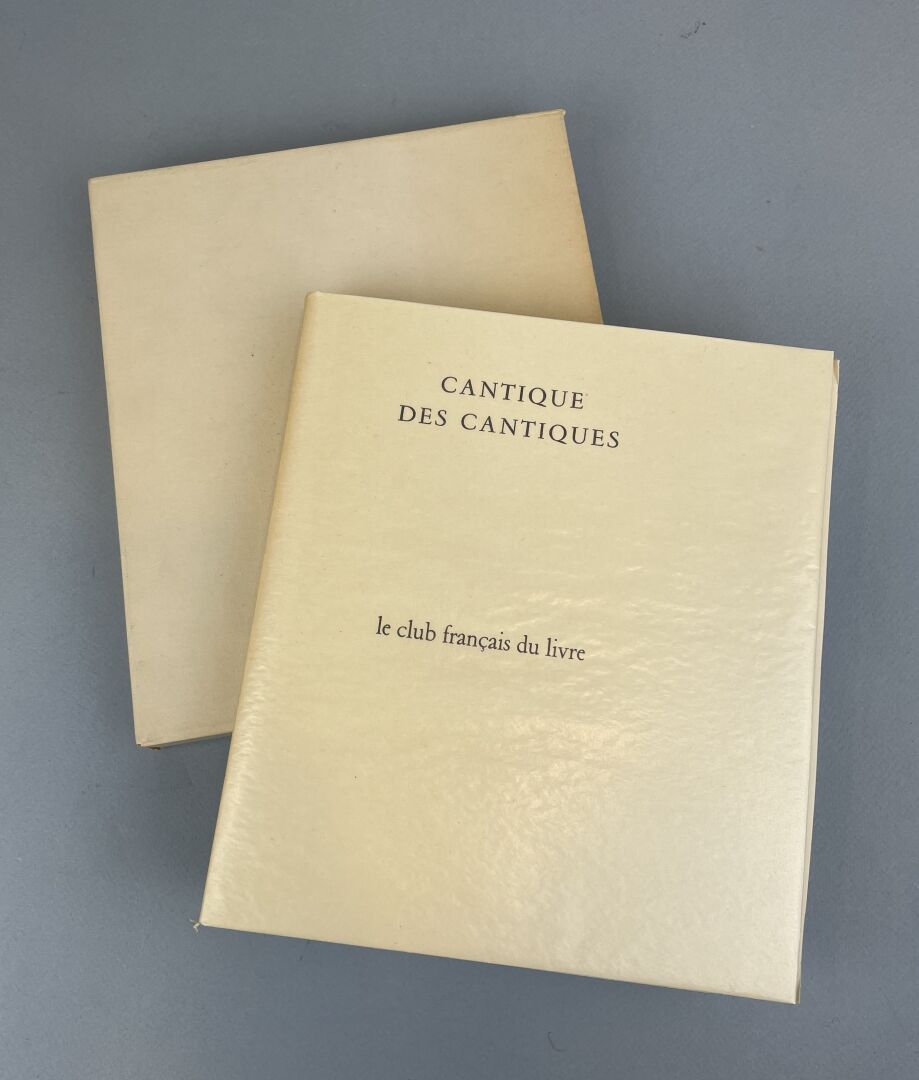 CANTIQUE
DES CANTIQUES
le club français du livre